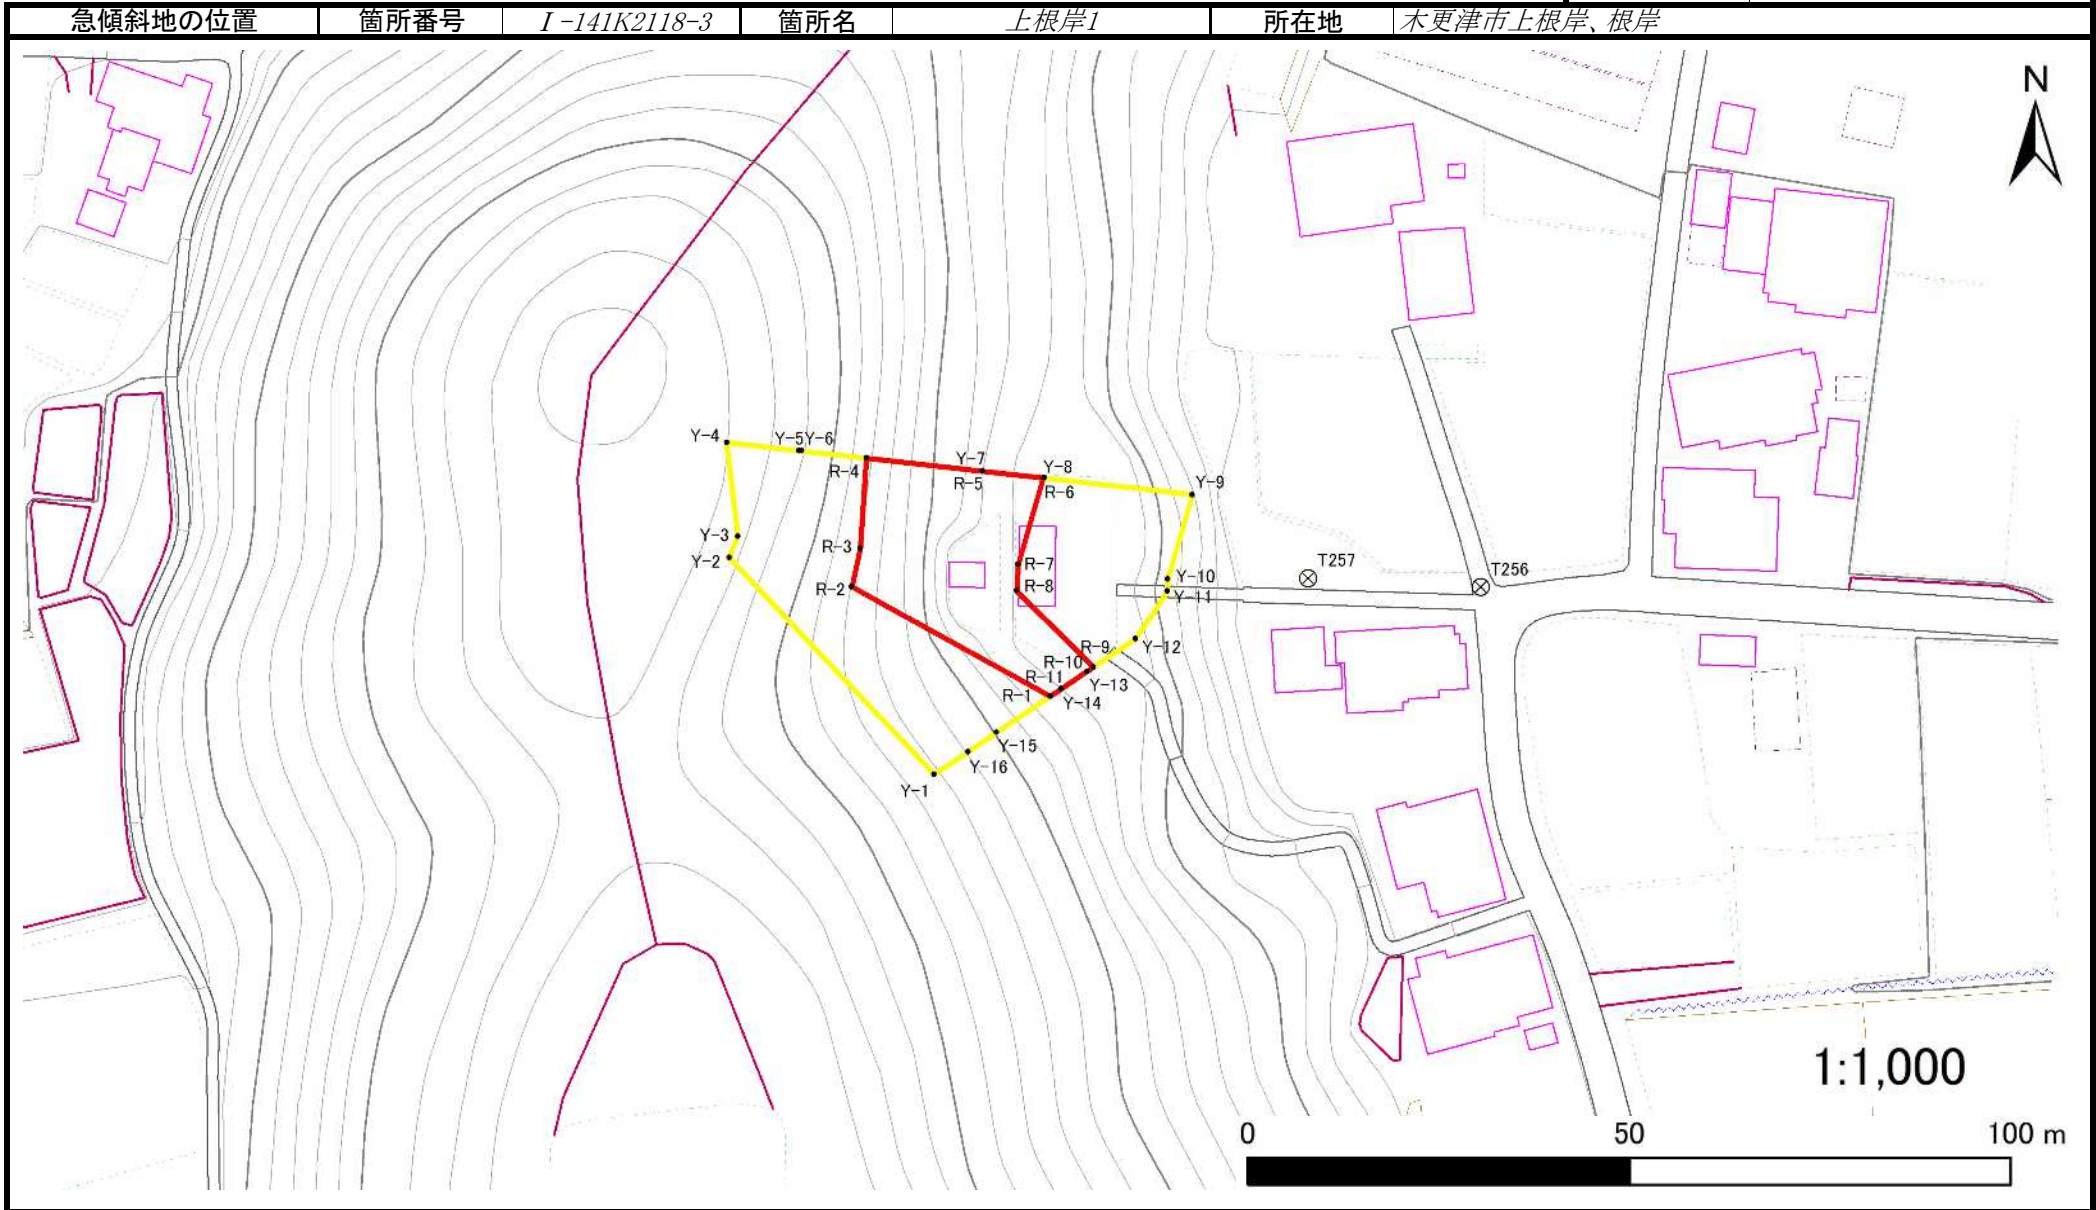 急傾斜地の位置 箇所番号 Ⅰ-141K2118-3 箇所名 上根岸1 所在地 木更津市上根岸、根岸
N
Y-4
Y-5 Y-6
R-4
Y-7
R-5
Y-8
R-6
Y-9
Y-3
Y-2
R-3
R-2
R-7
R-8
Y-10
Y-11
T257
T256
Y-12
R-9
R-10
Y-13
R-11
R-1
Y-14
Y-15
Y-16
Y-1
1:1,000
0 50 100 m